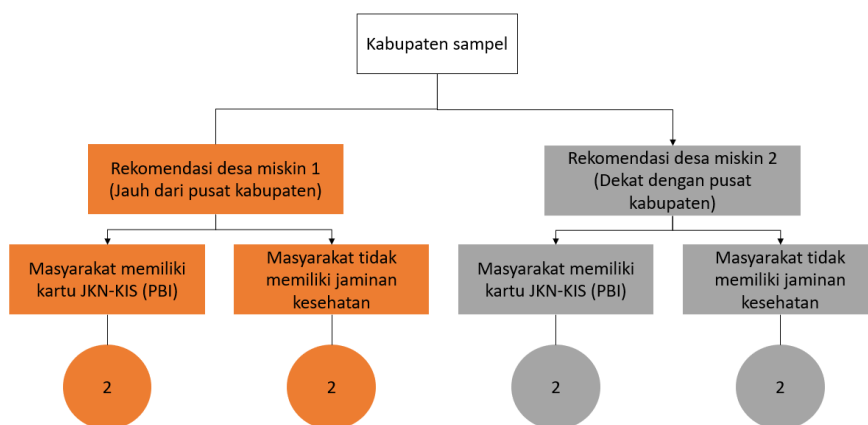 Kabupaten sampel
Rekomendasi desa miskin 1
(Jauh dari pusat kabupaten)
Rekomendasi desa miskin 2
(Dekat dengan pusat
kabupaten)
Masyarakat memiliki
kartu JKN-KIS (PBI)
Masyarakat tidak
memiliki jaminan
kesehatan
Masyarakat memiliki
kartu JKN-KIS (PBI)
Masyarakat tidak
memiliki jaminan
kesehatan
2
2
2
2